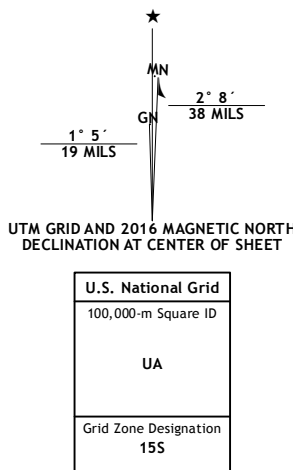 MN
GN
2° 8´
38 MILS
1° 5´
19 MILS
UTM GRID AND 2016 MAGNETIC NORTH
DECLINATION AT CENTER OF SHEET
U.S. National Grid
100,000-m Square ID
UA
Grid Zone Designation
15S